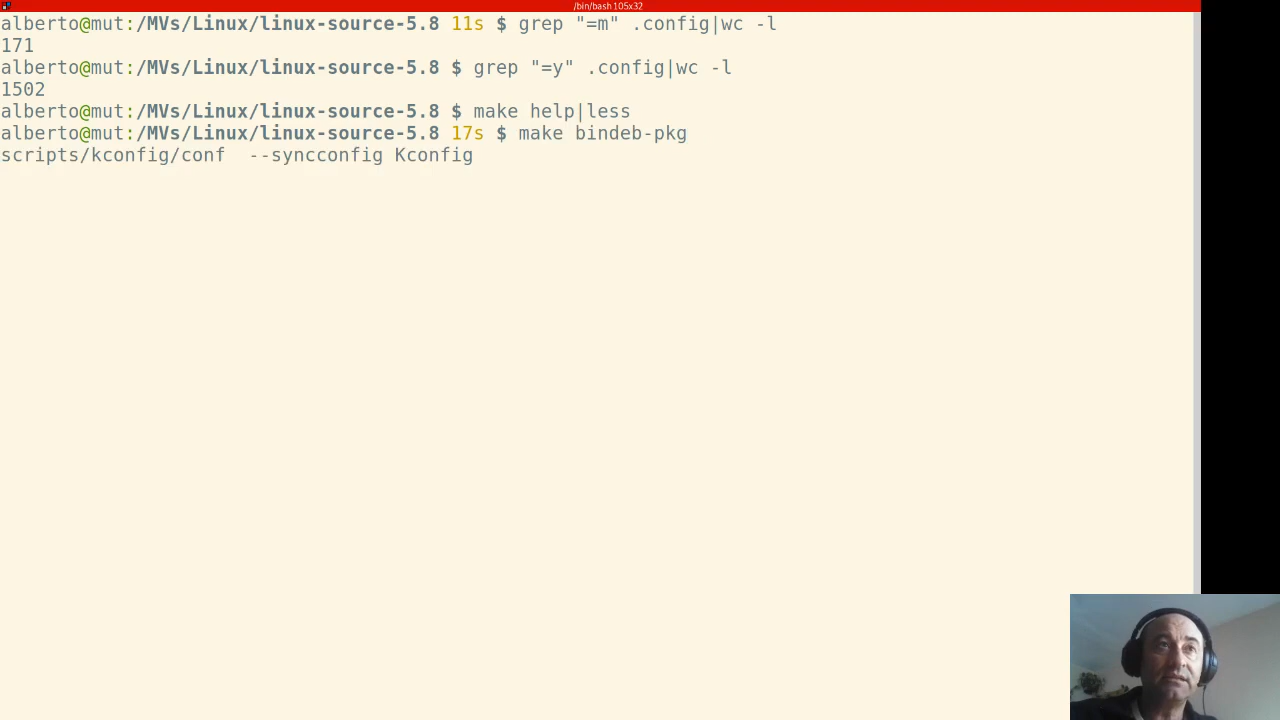 /bin/bash 105x32
alberto@mut:/MVs/Linux/linux-source-5.8 11s $ grep "=m" .config|wc -l
171
alberto@mut:/MVs/Linux/linux-source-5.8 $ grep "=y" .config|wc -l
1502
alberto@mut:/MVs/Linux/linux-source-5.8 $ make help|less
alberto@mut:/MVs/Linux/linux-source-5.8 17s $ make bindeb-pkg
scripts/kconfig/conf  --syncconfig Kconfig